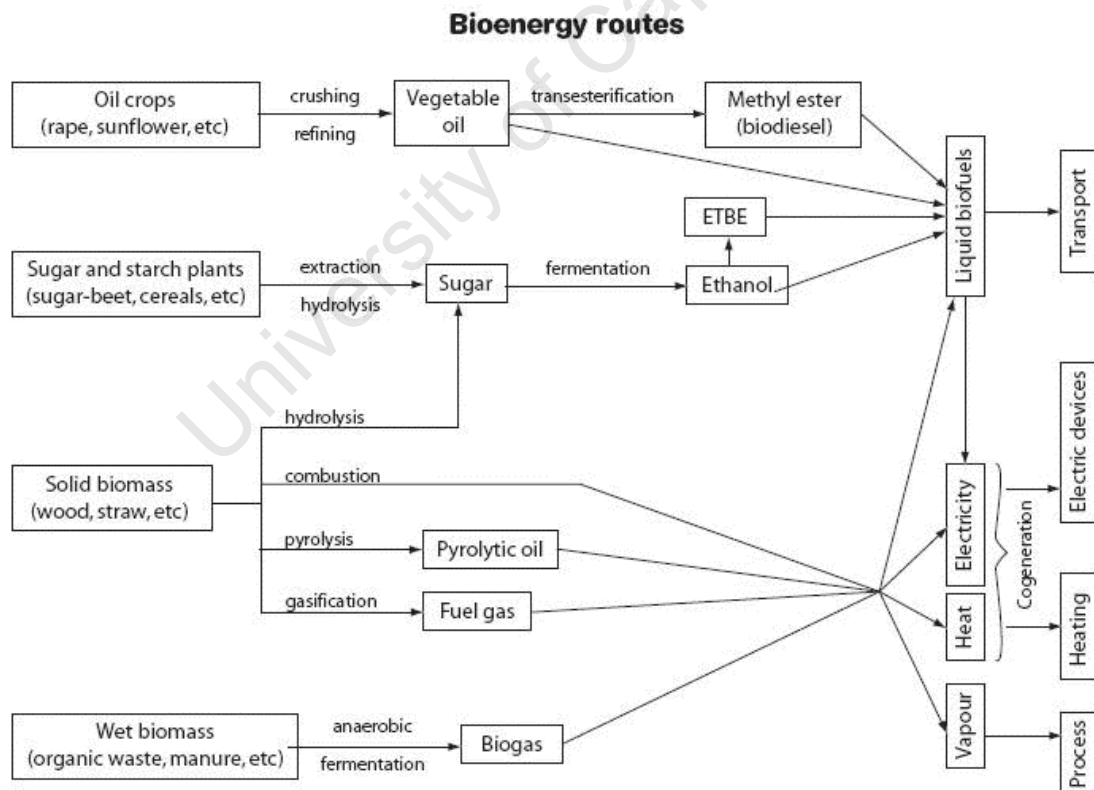 Bioenergy routes
Oil crops
(rape, sunflower, etc)
crushing
refining
Vegetable
oil
transesterification
Methyl ester
(biodiesel)
Liquid biofuels
Transport
ETBE
Sugar and starch plants
(sugar-beet, cereals, etc)
extraction
hydrolysis
Sugar
fermentation
Ethanol
hydrolysis
Solid biomass
(wood, straw, etc)
combustion
pyrolysis
Pyrolytic oil
gasification
Fuel gas
Electricity
Heat
Cogeneration
Electric devices
Heating
Wet biomass
(organic waste, manure, etc)
anaerobic
fermentation
Biogas
Vapour
Process
University of Ca